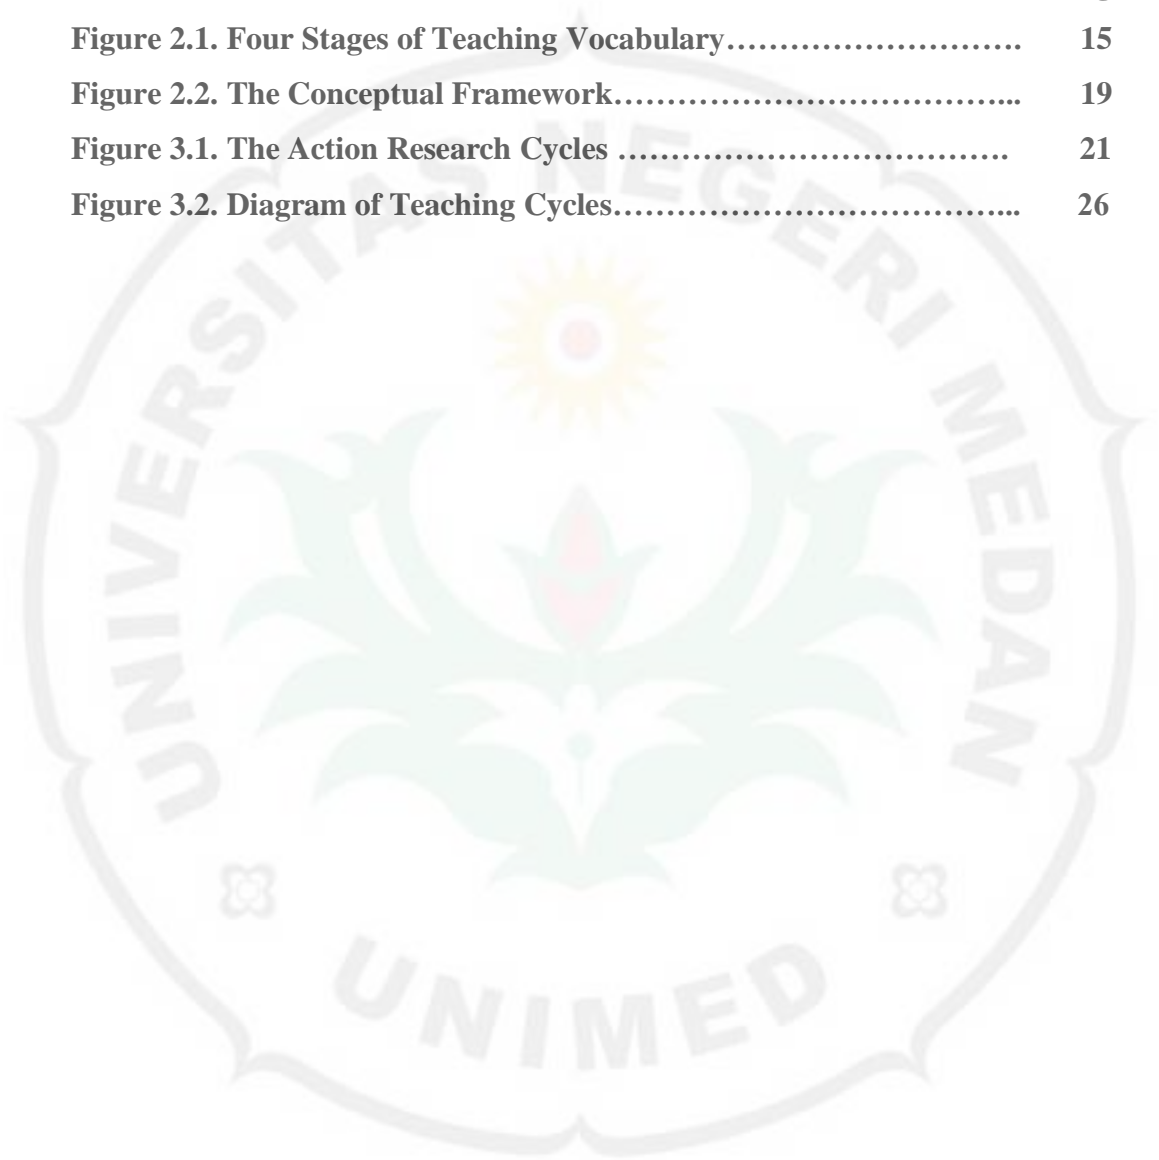 Figure 2.1. Four Stages of Teaching Vocabulary………………………. 15
Figure 2.2. The Conceptual Framework………………………………... 19
Figure 3.1. The Action Research Cycles ………………………………. 21
Figure 3.2. Diagram of Teaching Cycles………………………………... 26
UNIVERSITAS NEGERI MEDAN
UNIMED